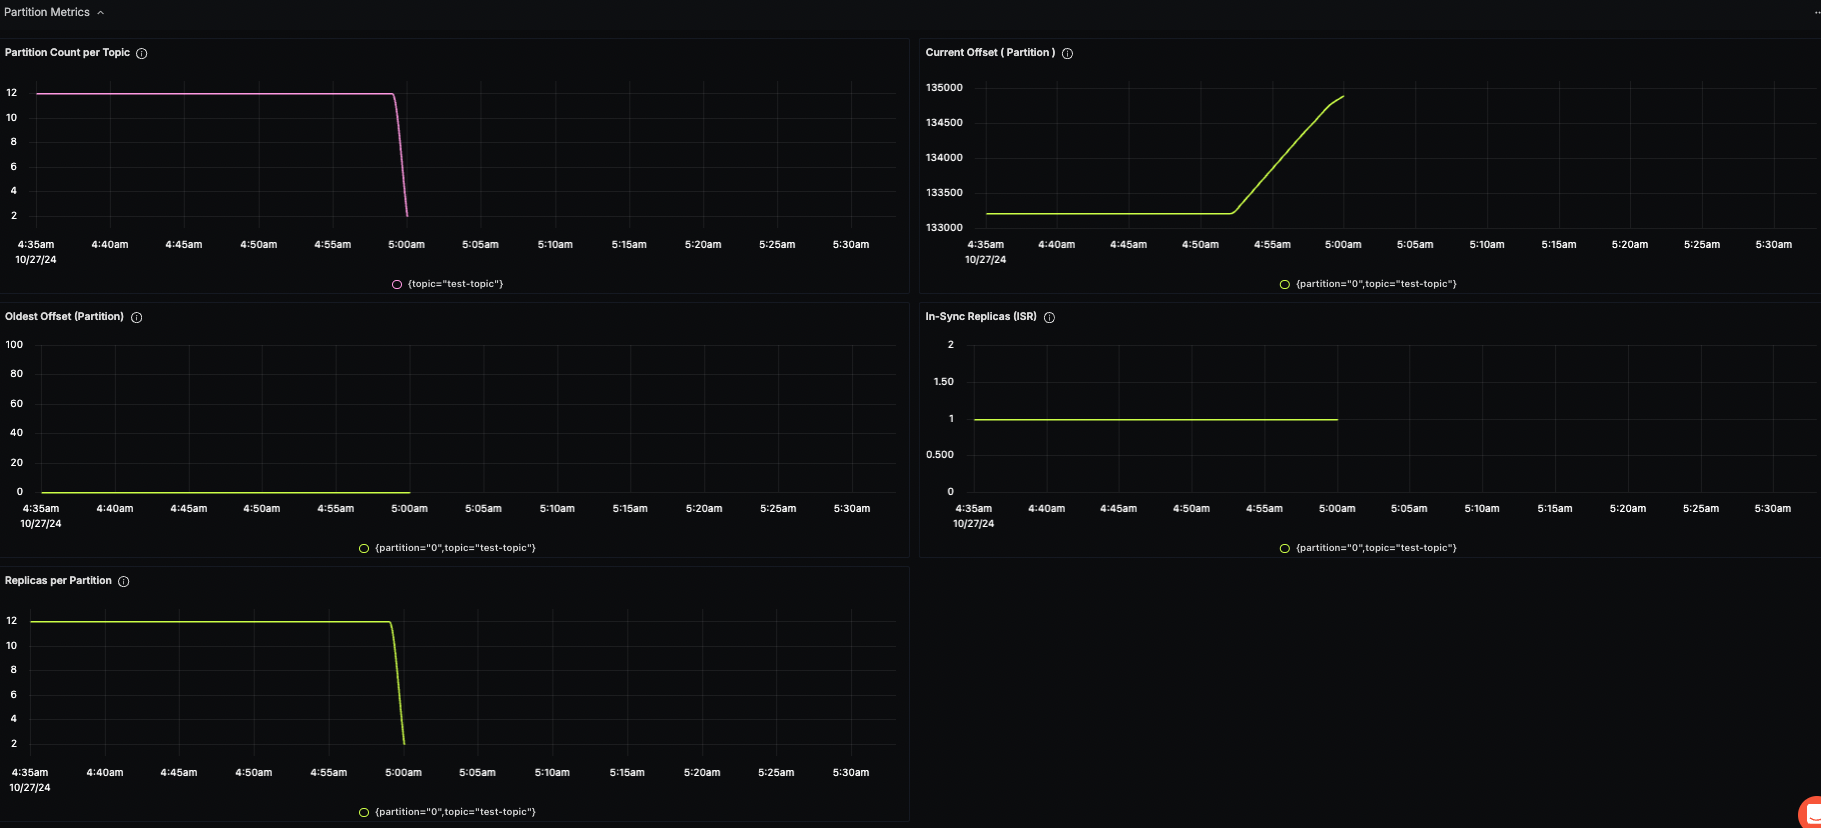 Partition Metrics
Partition Count per Topic
12
10
8
6
4
2
4:35am 4:40am 4:45am 4:50am 4:55am 5:00am 5:05am 5:10am 5:15am 5:20am 5:25am 5:30am
10/27/24
{topic="test-topic"}
Current Offset ( Partition )
135000
134500
134000
133500
133000
4:35am 4:40am 4:45am 4:50am 4:55am 5:00am 5:05am 5:10am 5:15am 5:20am 5:25am 5:30am
10/27/24
{partition="0",topic="test-topic"}
Oldest Offset (Partition)
100
80
60
40
20
0
4:35am 4:40am 4:45am 4:50am 4:55am 5:00am 5:05am 5:10am 5:15am 5:20am 5:25am 5:30am
10/27/24
{partition="0",topic="test-topic"}
In-Sync Replicas (ISR)
2
1.50
1
0.500
0
4:35am 4:40am 4:45am 4:50am 4:55am 5:00am 5:05am 5:10am 5:15am 5:20am 5:25am 5:30am
10/27/24
{partition="0",topic="test-topic"}
Replicas per Partition
12
10
8
6
4
2
4:35am 4:40am 4:45am 4:50am 4:55am 5:00am 5:05am 5:10am 5:15am 5:20am 5:25am 5:30am
10/27/24
{partition="0",topic="test-topic"}